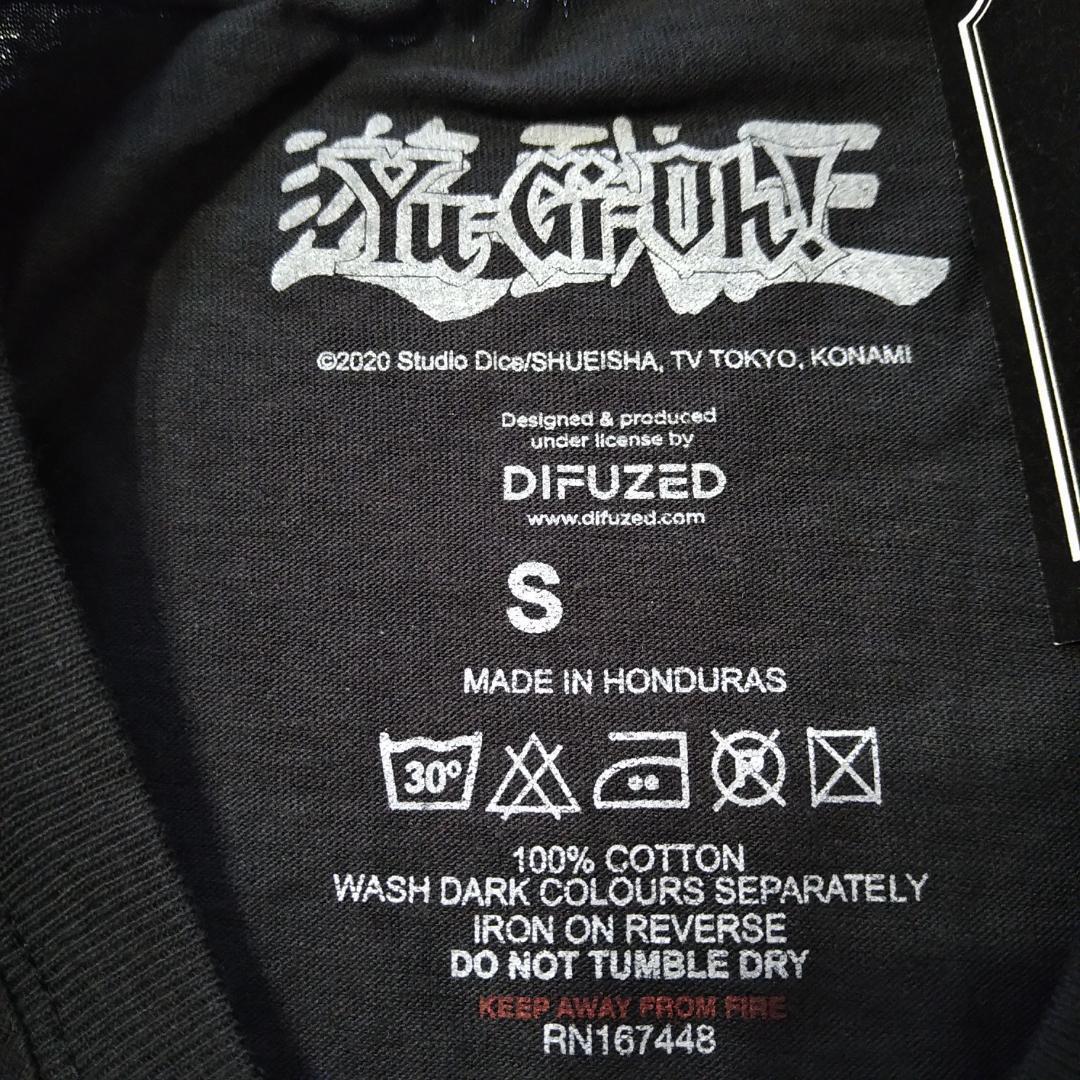 Yu-Gi-Oh!
©2020 Studio Dice/SHUEISHA, TV TOKYO, KONAMI
Designed & produced
under license by
DIFUZED
www.difuzed.com
S
MADE IN HONDURAS
30° P
100% COTTON
WASH DARK COLOURS SEPARATELY
IRON ON REVERSE
DO NOT TUMBLE DRY
KEEP AWAY FROM FIRE
RN167448